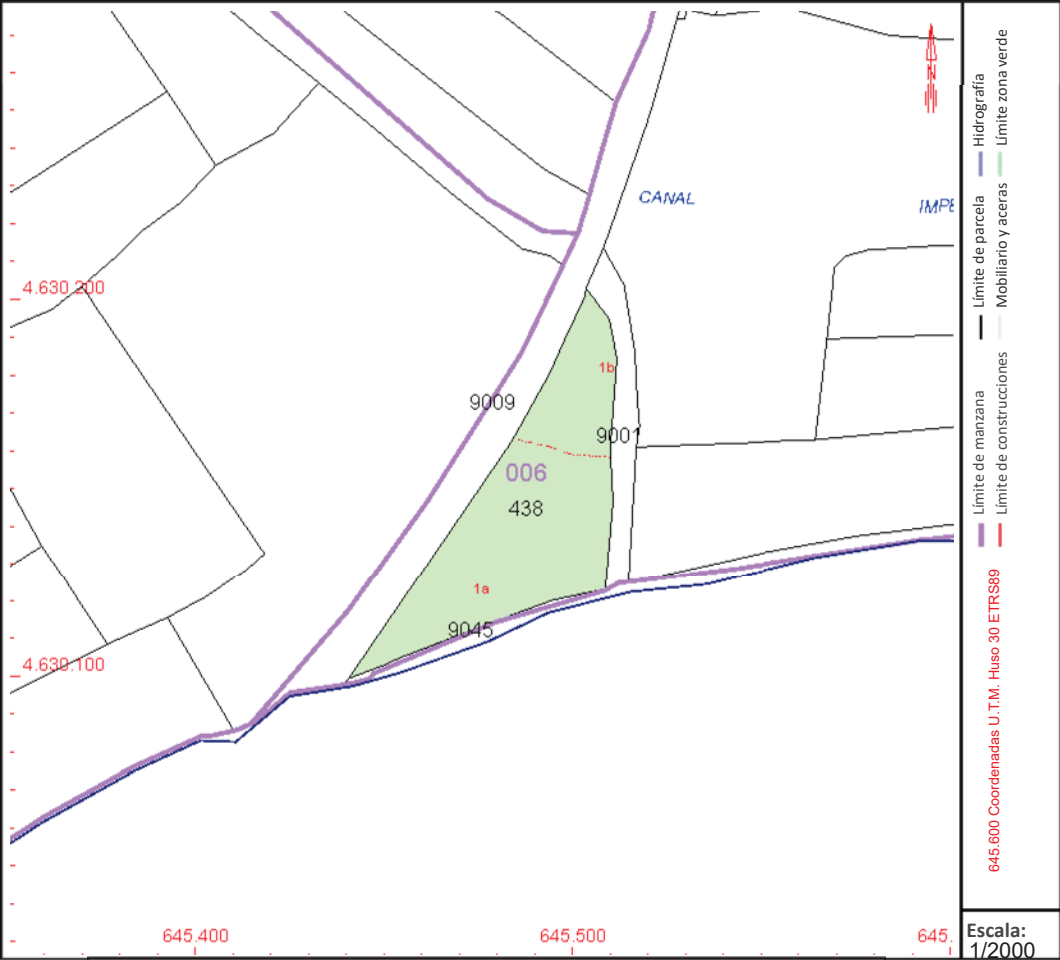 CANAL
IMPE
4.630.200
1b
9009
9001
006
438
1a
9045
4.630.100
645.400
645.500
645.
N
Límite de manzana
Límite de parcela
Hidrografía
Límite de construcciones
Mobiliario y aceras
Límite zona verde
645.600 Coordenadas U.T.M. Huso 30 ETRS89
Escala:
1/2000